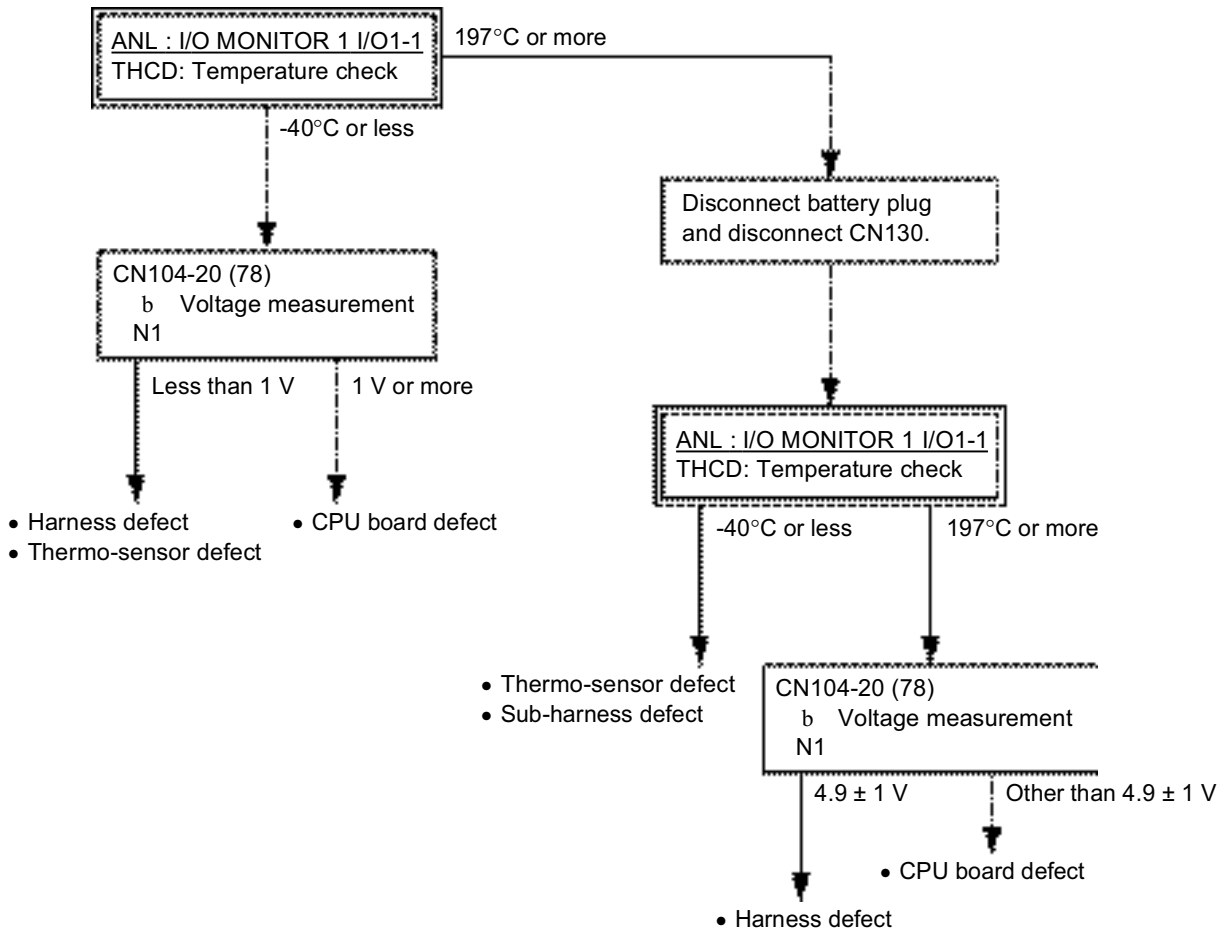 ANL : I/O MONITOR 1 I/O1-1
THCD: Temperature check
197°C or more
-40°C or less
Disconnect battery plug
and disconnect CN130.
CN104-20 (78)
b Voltage measurement
N1
Less than 1 V
1 V or more
ANL : I/O MONITOR 1 I/O1-1
THCD: Temperature check
• Harness defect
• Thermo-sensor defect
• CPU board defect
-40°C or less
197°C or more
• Thermo-sensor defect
• Sub-harness defect
CN104-20 (78)
b Voltage measurement
N1
4.9 ± 1 V
Other than 4.9 ± 1 V
• CPU board defect
• Harness defect